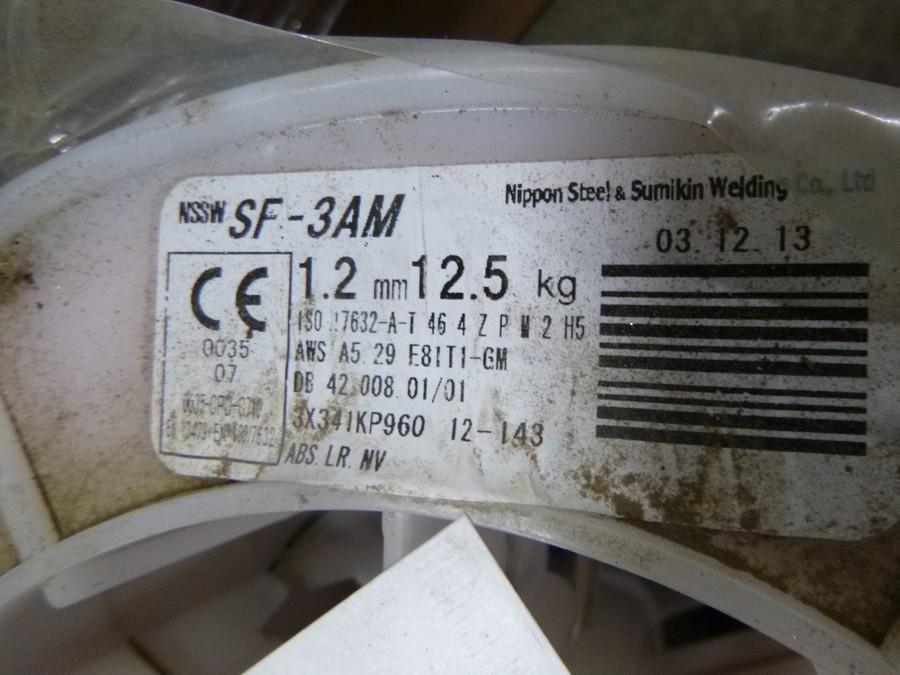 NSSW SF-3AM
Nippon Steel & Sumikin Welding Co., Ltd
03 12 13
CE
0035
07
1.2 mm 12.5 kg
ISO 17632-A-T 46 4 Z P M 2 H5
AWS A5.29 E81T1-GM
DB 42.008.01/01
3X341KP960 12-143
ABS. LR. NV